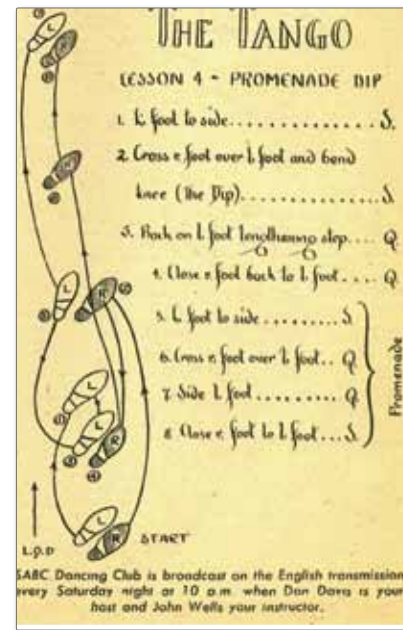 THE TANGO
LESSON 4 - PROMENADE DIP
1. L foot to side............. S.
2. Cross R foot over L foot and bend
knee (The Dip)............... S
3. Back on L foot lengthening step.... Q
4. Close R foot back to L foot.... Q
5. L foot to side......... S
6. Cross R foot over L foot.. Q
7. Side L foot.......... Q
8. Close R foot to L foot... S
Promenade
L
R
L
R
L
L
R
L
R
START
L.O.D
SABC Dancing Club is broadcast on the English transmission
every Saturday night at 10 p.m. when Dan Davis is your
host and John Wells your instructor.